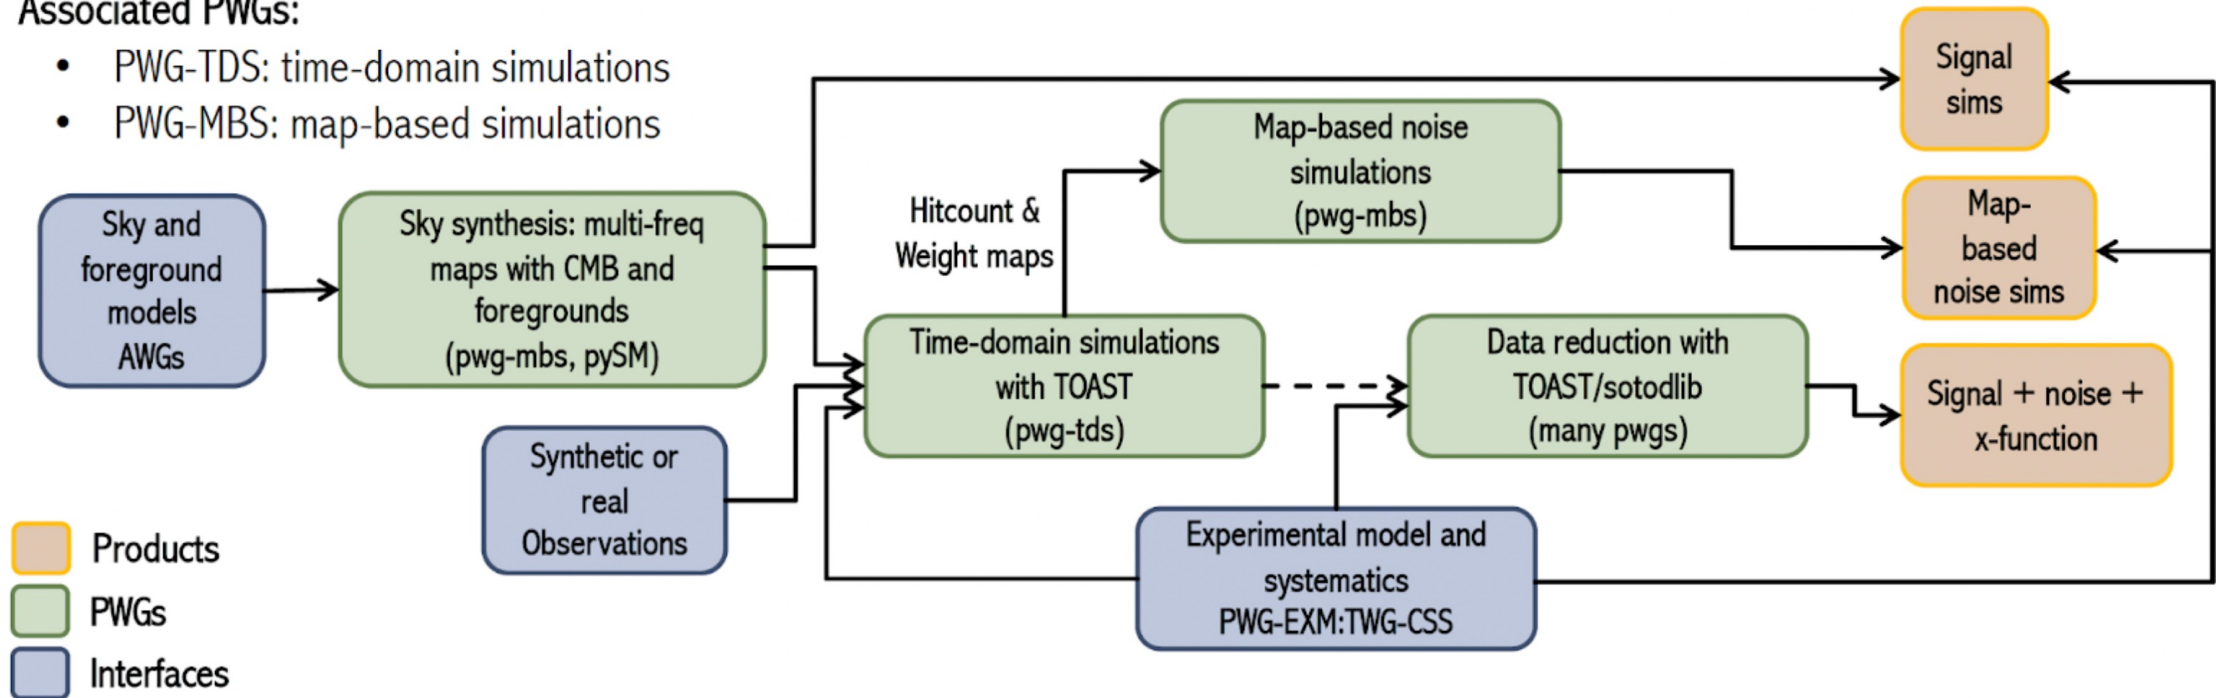 Associated PWGs:
• PWG-TDS: time-domain simulations
• PWG-MBS: map-based simulations
Signal
sims
Map-based noise
simulations
(pwg-mbs)
Map-
based
noise sims
Hitcount &
Weight maps
Sky and
foreground
models
AWGs
Sky synthesis: multi-freq
maps with CMB and
foregrounds
(pwg-mbs, pySM)
Time-domain simulations
with TOAST
(pwg-tds)
Data reduction with
TOAST/sotodlib
(many pwgs)
Signal + noise +
x-function
Synthetic or
real
Observations
Experimental model and
systematics
PWG-EXM:TWG-CSS
Products
PWGs
Interfaces